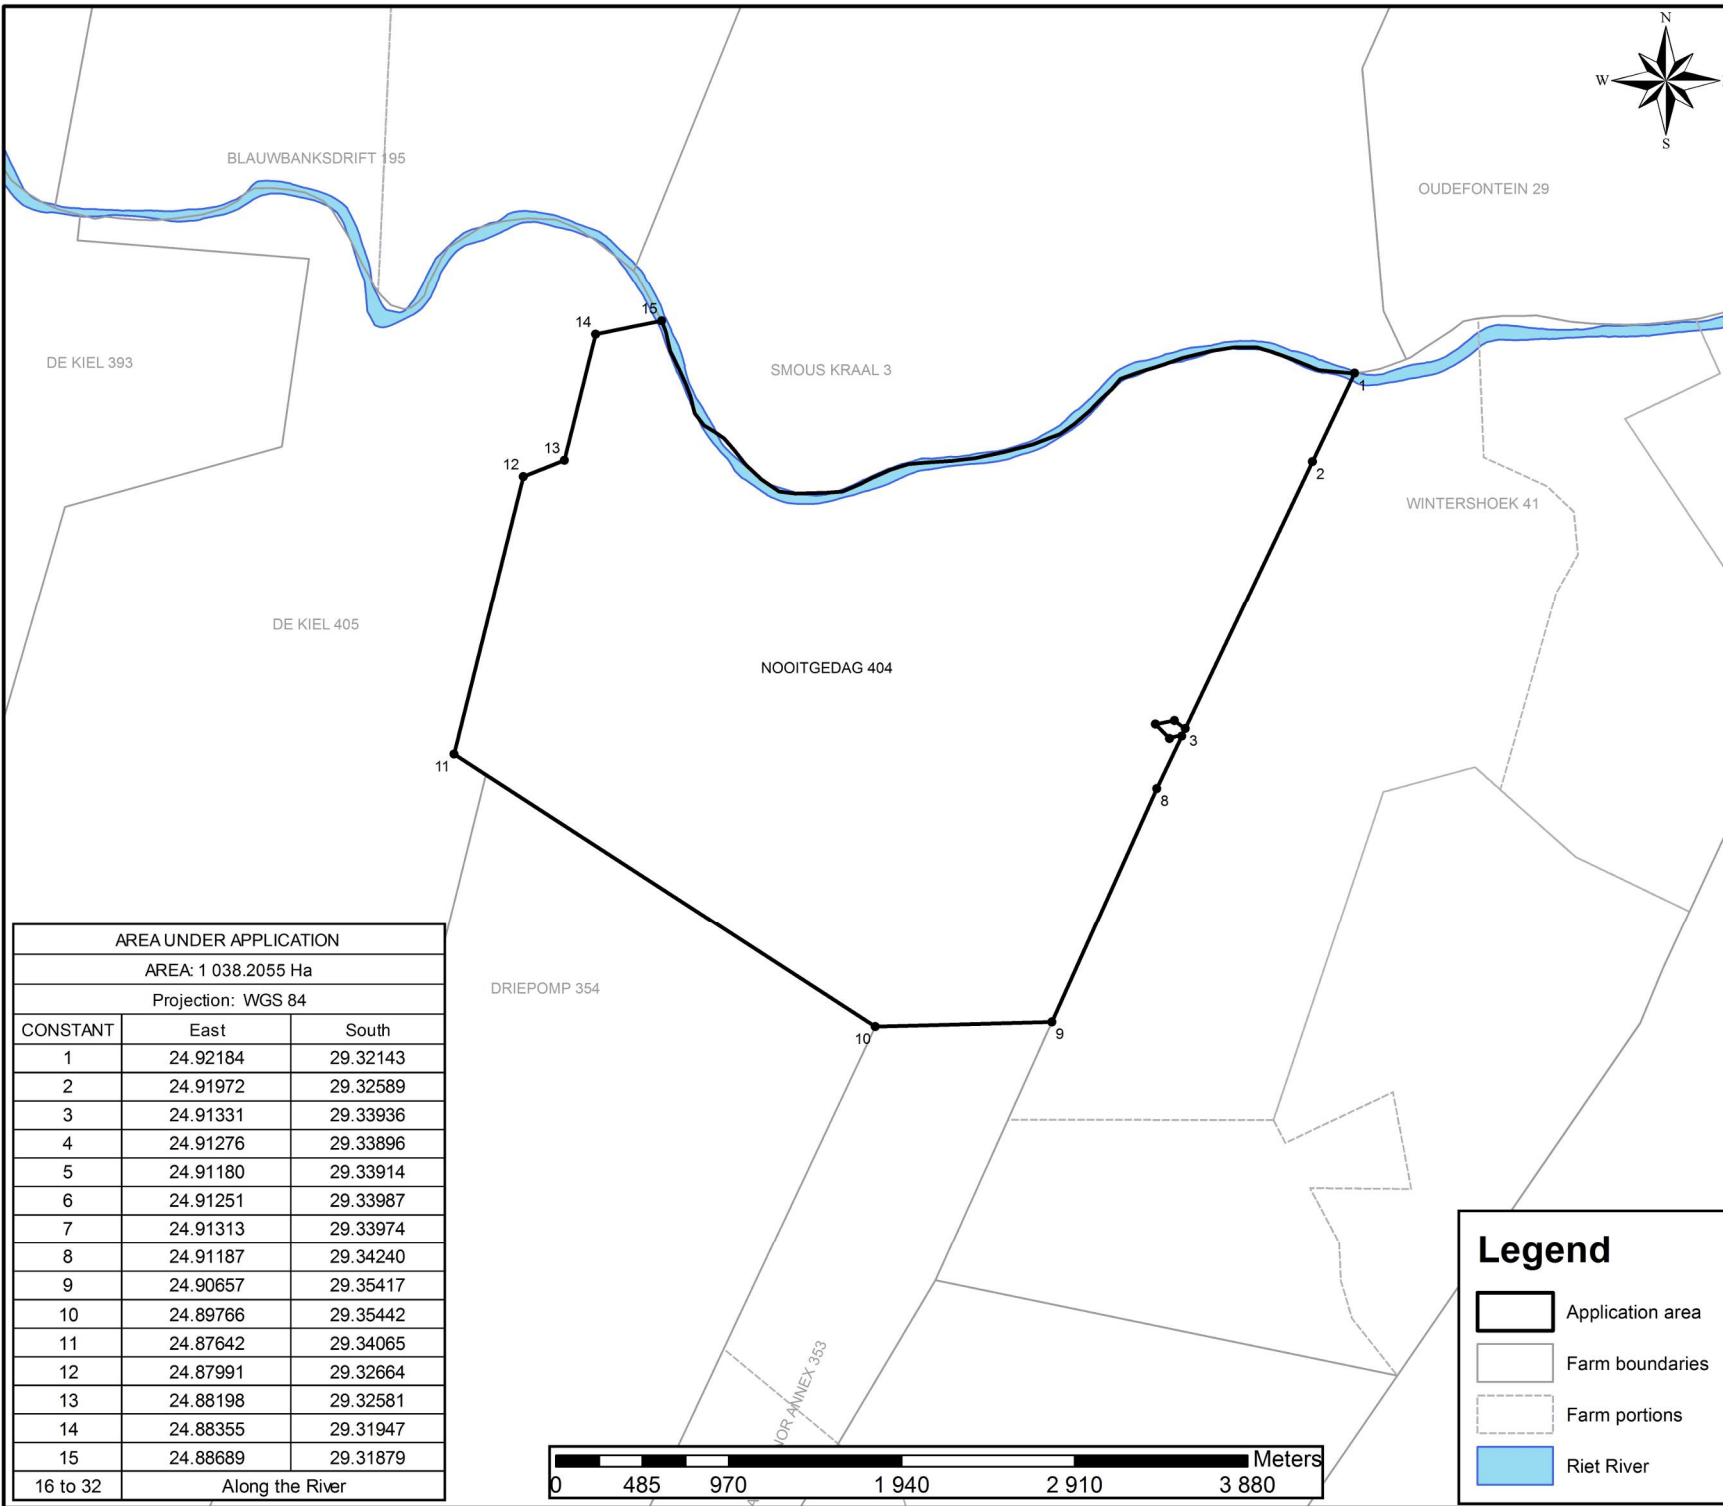 N
W
S
BLAUWBANKSDRIFT 195
OUDEFONTEIN 29
15
14
DE KIEL 393
SMOUS KRAAL 3
1
13
12
2
WINTERSHOEK 41
DE KIEL 405
NOOITGEDAG 404
3
11
8
DRIEPOMP 354
10
9
AREA UNDER APPLICATION
AREA: 1 038.2055 Ha
Projection: WGS 84
CONSTANT East South
1 24.92184 29.32143
2 24.91972 29.32589
3 24.91331 29.33936
4 24.91276 29.33896
5 24.91180 29.33914
6 24.91251 29.33987
7 24.91313 29.33974
8 24.91187 29.34240
9 24.90657 29.35417
10 24.89766 29.35442
11 24.87642 29.34065
12 24.87991 29.32664
13 24.88198 29.32581
14 24.88355 29.31947
15 24.88689 29.31879
16 to 32 Along the River
ANNEX 353
Meters
0 485 970 1 940 2 910 3 880
Legend
Application area
Farm boundaries
Farm portions
Riet River